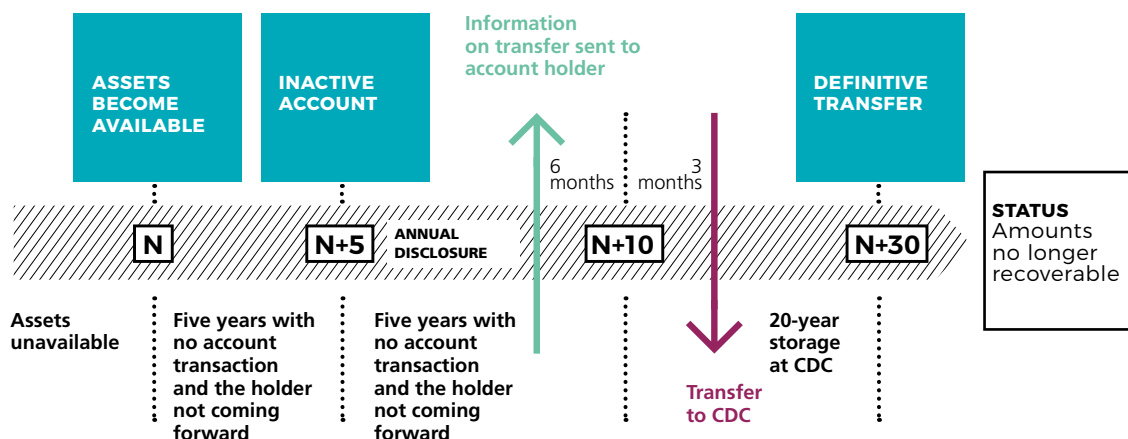 ASSETS
BECOME
AVAILABLE
INACTIVE
ACCOUNT
Information
on transfer sent to
account holder
DEFINITIVE
TRANSFER
6
months
3
months
N
N+5
ANNUAL
DISCLOSURE
N+10
N+30
STATUS
Amounts
no longer
recoverable
Assets
unavailable
Five years with
no account
transaction
and the holder
not coming
forward
Five years with
no account
transaction
and the holder
not coming
forward
Transfer
to CDC
20-year
storage
at CDC